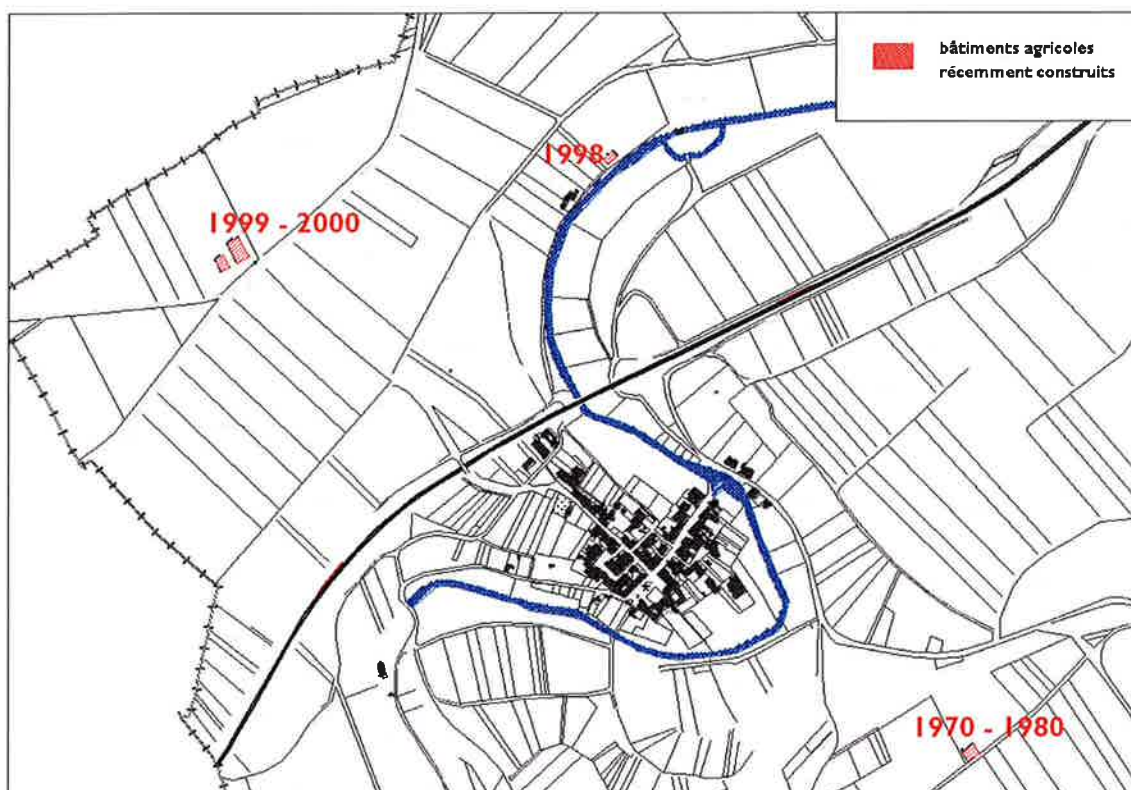 bâtiments agricoles
récemment construits
1998
1999 - 2000
1970 - 1980